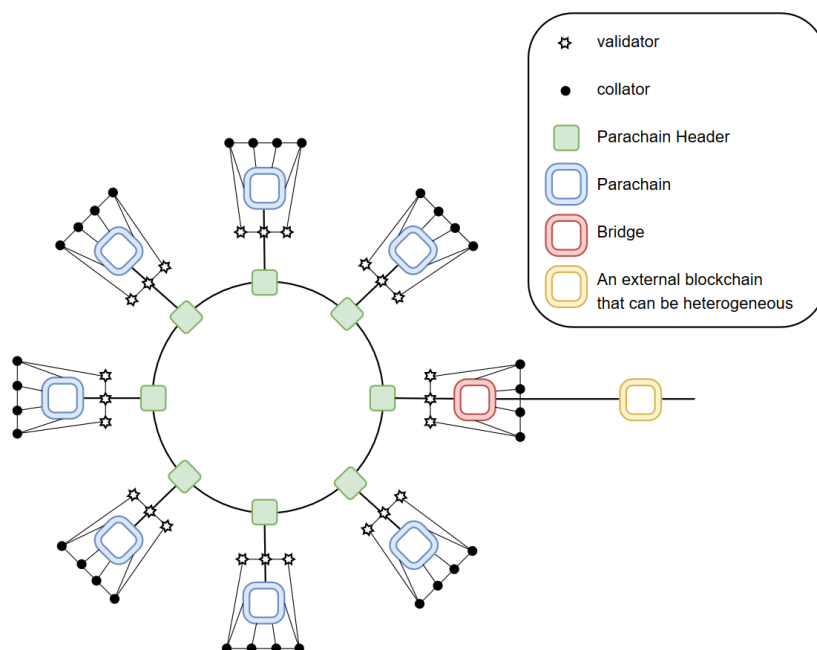 validator
collator
Parachain Header
Parachain
Bridge
An external blockchain
that can be heterogeneous